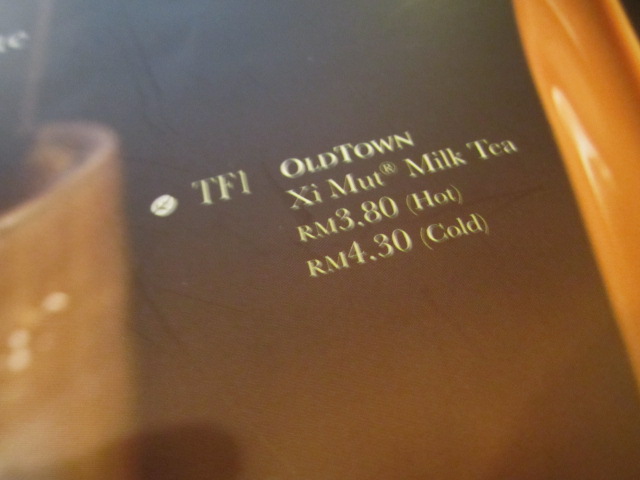 TF1 OLDTOWN
Xi Mut® Milk Tea
RM3.80 (Hot)
RM4.30 (Cold)